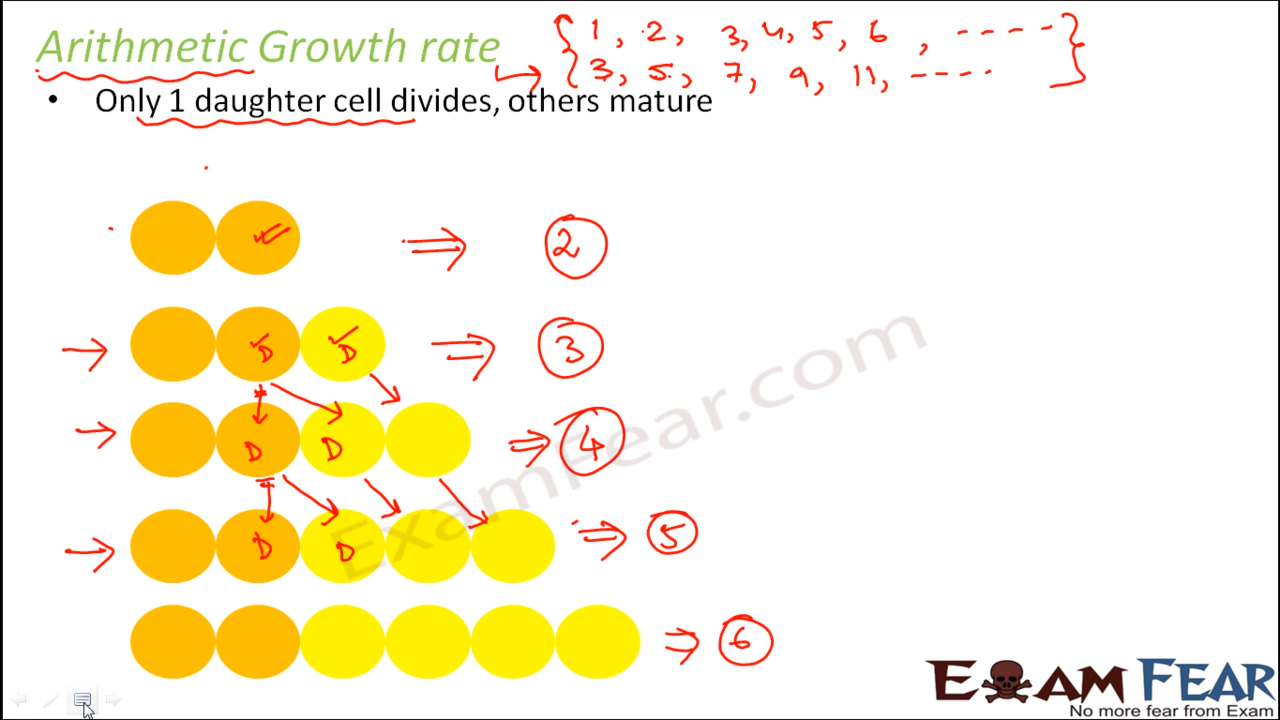 Arithmetic Growth rate
{ 1, 2, 3, 4, 5, 6, ---- }
{ 3, 5, 7, 9, 11, ---- }
• Only 1 daughter cell divides, others mature
⇒ 2
→ D D ⇒ 3
→ D D ⇒ 4
→ D D ⇒ 5
⇒ 6
ExamFear.com
EXAM FEAR
No more fear from Exam